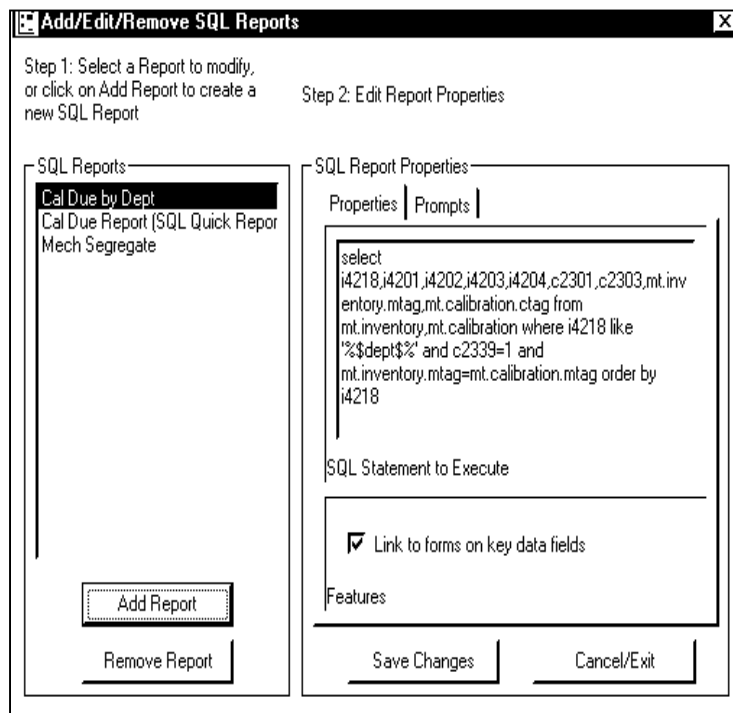 Add/Edit/Remove SQL Reports
Step 1: Select a Report to modify,
or click on Add Report to create a
new SQL Report
Step 2: Edit Report Properties
SQL Reports
Cal Due by Dept
Cal Due Report (SQL Quick Repor
Mech Segregate
Add Report
Remove Report
SQL Report Properties
Properties
Prompts
select
i4218,i4201,i4202,i4203,i4204,c2301,c2303,mt.inv
entory.mtag,mt.calibration.ctag from
mt.inventory,mt.calibration where i4218 like
'%$dept$%' and c2339=1 and
mt.inventory.mtag=mt.calibration.mtag order by
i4218
SQL Statement to Execute
Link to forms on key data fields
Features
Save Changes
Cancel/Exit